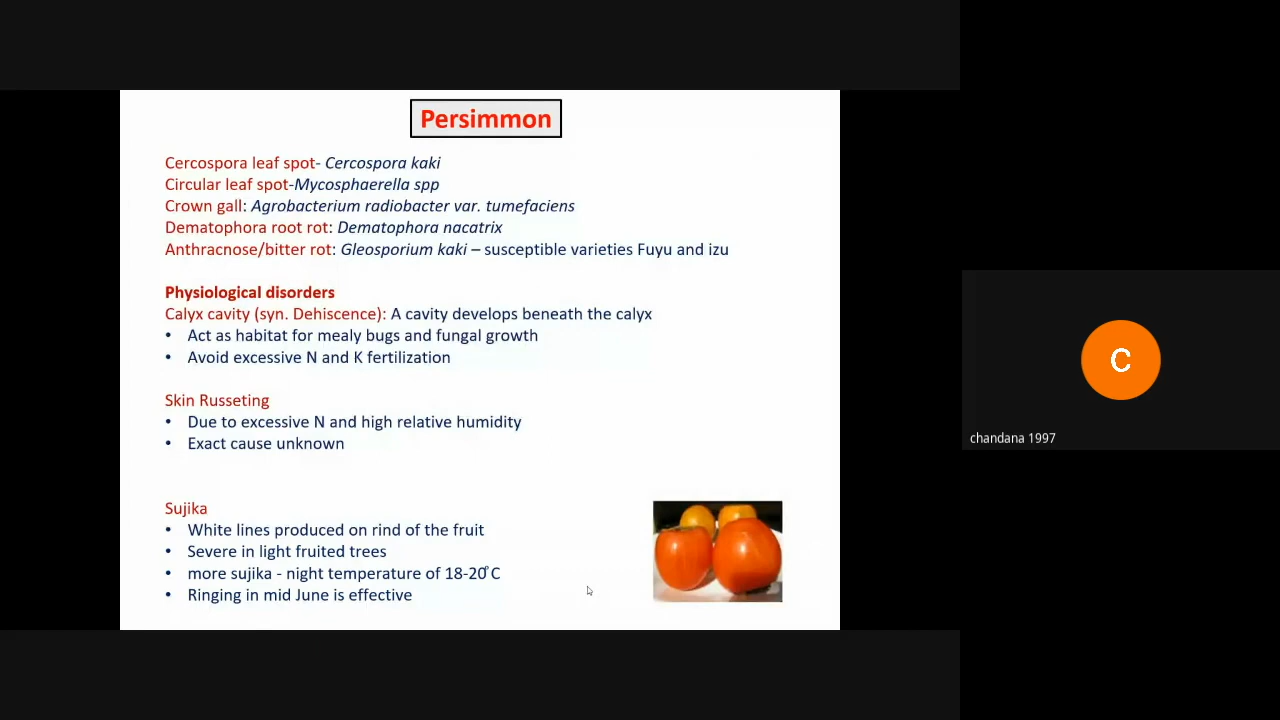 Persimmon
Cercospora leaf spot- Cercospora kaki
Circular leaf spot-Mycosphaerella spp
Crown gall: Agrobacterium radiobacter var. tumefaciens
Dematophora root rot: Dematophora nacatrix
Anthracnose/bitter rot: Gleosporium kaki – susceptible varieties Fuyu and izu
Physiological disorders
Calyx cavity (syn. Dehiscence): A cavity develops beneath the calyx
• Act as habitat for mealy bugs and fungal growth
• Avoid excessive N and K fertilization
Skin Russeting
• Due to excessive N and high relative humidity
• Exact cause unknown
Sujika
• White lines produced on rind of the fruit
• Severe in light fruited trees
• more sujika - night temperature of 18-20°C
• Ringing in mid June is effective
C
chandana 1997